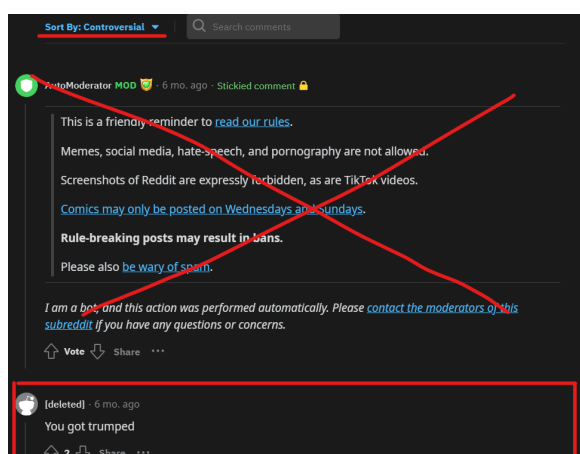 Sort By: Controversial
Search comments
AutoModerator MOD · 6 mo. ago · Stickied comment
This is a friendly reminder to read our rules.
Memes, social media, hate-speech, and pornography are not allowed.
Screenshots of Reddit are expressly forbidden, as are TikTok videos.
Comics may only be posted on Wednesdays and Sundays.
Rule-breaking posts may result in bans.
Please also be wary of spam.
I am a bot, and this action was performed automatically. Please contact the moderators of this
subreddit if you have any questions or concerns.
Vote Share ...
[deleted] · 6 mo. ago
You got trumped
2 Share ...